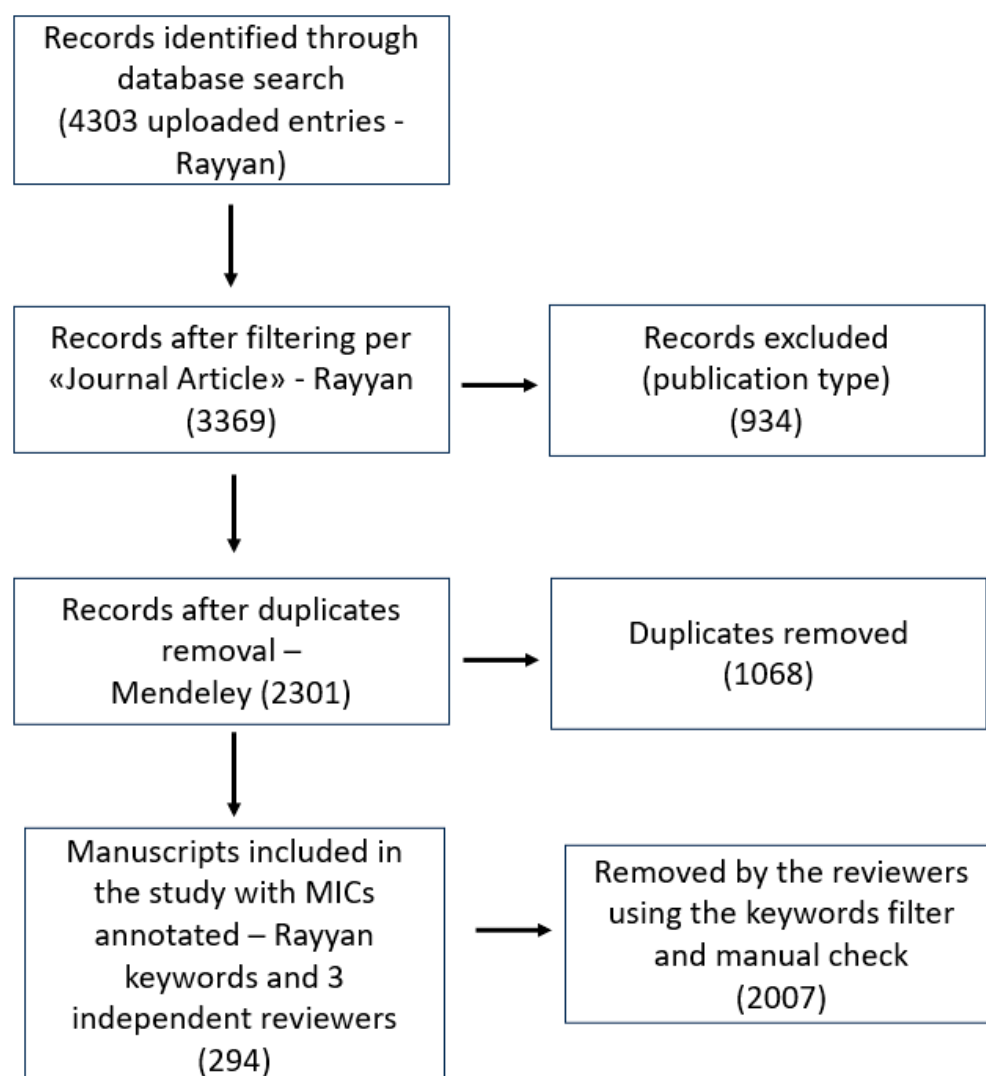 Records identified through
database search
(4303 uploaded entries -
Rayyan)
Records after filtering per
«Journal Article» - Rayyan
(3369)
Records excluded
(publication type)
(934)
Records after duplicates
removal –
Mendeley (2301)
Duplicates removed
(1068)
Manuscripts included in
the study with MICs
annotated – Rayyan
keywords and 3
independent reviewers
(294)
Removed by the reviewers
using the keywords filter
and manual check
(2007)